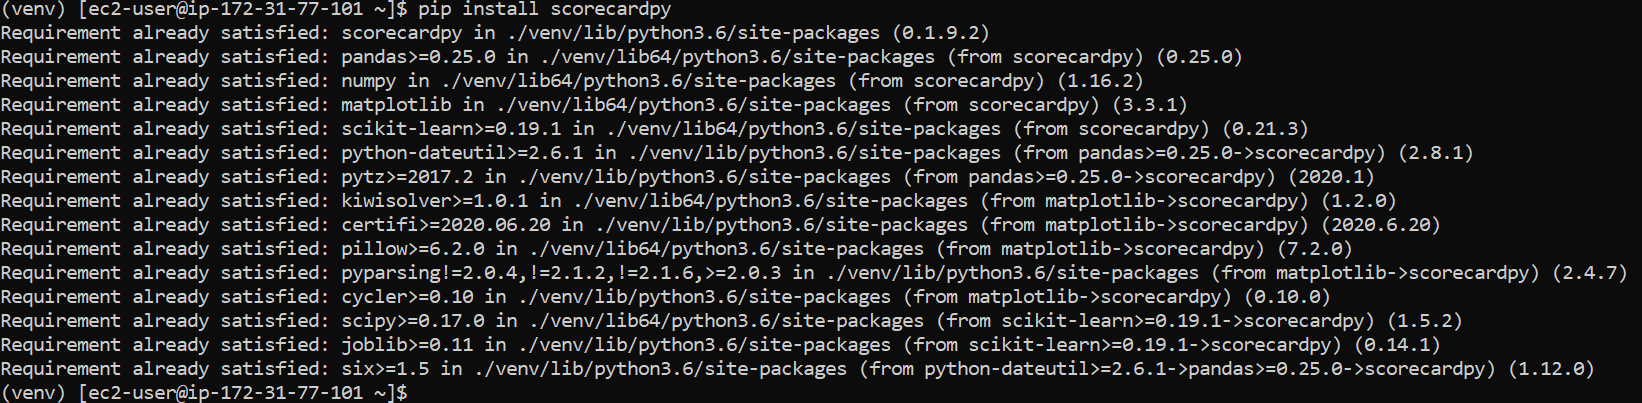 (venv) [ec2-user@ip-172-31-77-101 ~]$ pip install scorecardpy
Requirement already satisfied: scorecardpy in ./venv/lib/python3.6/site-packages (0.1.9.2)
Requirement already satisfied: pandas>=0.25.0 in ./venv/lib64/python3.6/site-packages (from scorecardpy) (0.25.0)
Requirement already satisfied: numpy in ./venv/lib64/python3.6/site-packages (from scorecardpy) (1.16.2)
Requirement already satisfied: matplotlib in ./venv/lib64/python3.6/site-packages (from scorecardpy) (3.3.1)
Requirement already satisfied: scikit-learn>=0.19.1 in ./venv/lib64/python3.6/site-packages (from scorecardpy) (0.21.3)
Requirement already satisfied: python-dateutil>=2.6.1 in ./venv/lib/python3.6/site-packages (from pandas>=0.25.0->scorecardpy) (2.8.1)
Requirement already satisfied: pytz>=2017.2 in ./venv/lib/python3.6/site-packages (from pandas>=0.25.0->scorecardpy) (2020.1)
Requirement already satisfied: kiwisolver>=1.0.1 in ./venv/lib64/python3.6/site-packages (from matplotlib->scorecardpy) (1.2.0)
Requirement already satisfied: certifi>=2020.06.20 in ./venv/lib/python3.6/site-packages (from matplotlib->scorecardpy) (2020.6.20)
Requirement already satisfied: pillow>=6.2.0 in ./venv/lib64/python3.6/site-packages (from matplotlib->scorecardpy) (7.2.0)
Requirement already satisfied: pyparsing!=2.0.4,!=2.1.2,!=2.1.6,>=2.0.3 in ./venv/lib/python3.6/site-packages (from matplotlib->scorecardpy) (2.4.7)
Requirement already satisfied: cycler>=0.10 in ./venv/lib/python3.6/site-packages (from matplotlib->scorecardpy) (0.10.0)
Requirement already satisfied: scipy>=0.17.0 in ./venv/lib64/python3.6/site-packages (from scikit-learn>=0.19.1->scorecardpy) (1.5.2)
Requirement already satisfied: joblib>=0.11 in ./venv/lib/python3.6/site-packages (from scikit-learn>=0.19.1->scorecardpy) (0.14.1)
Requirement already satisfied: six>=1.5 in ./venv/lib/python3.6/site-packages (from python-dateutil>=2.6.1->pandas>=0.25.0->scorecardpy) (1.12.0)
(venv) [ec2-user@ip-172-31-77-101 ~]$